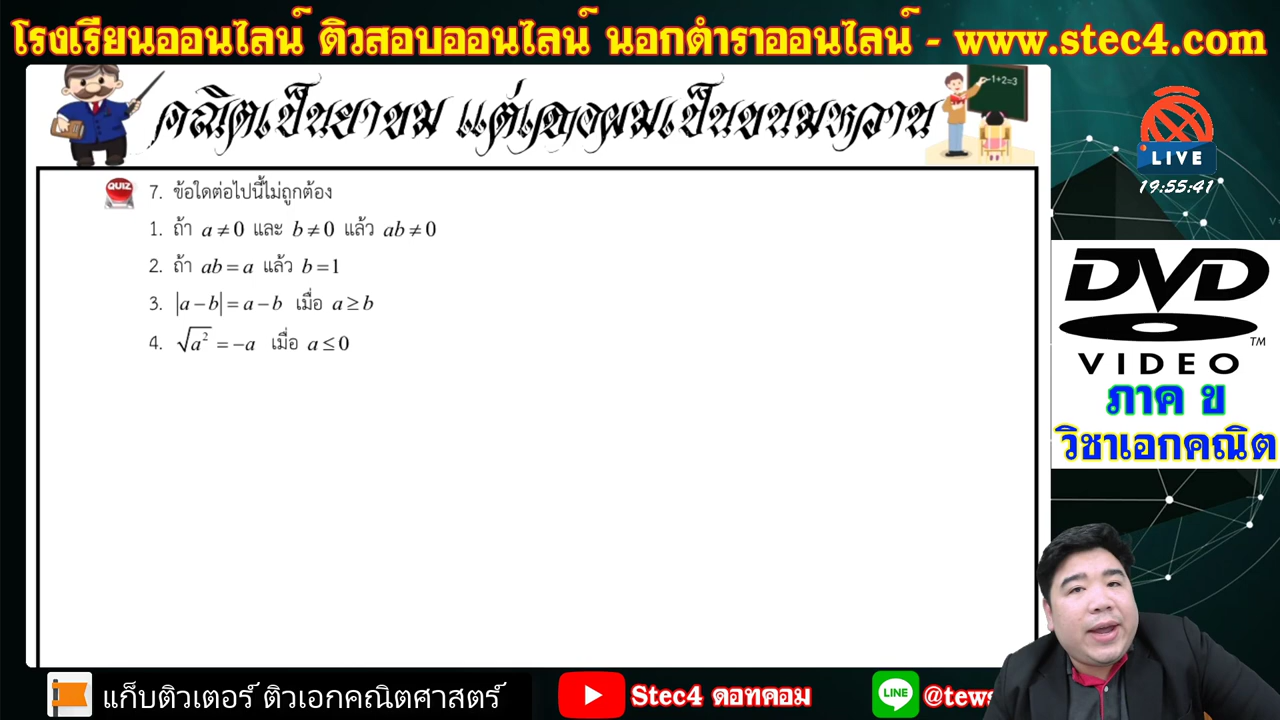 โรงเรียนออนไลน์ ติวสอบออนไลน์ นอกตำราออนไลน์ - www.stec4.com
คณิตเป็นยาขม แต่เธอผมเป็นขนมหวาน
-1+2=3
LIVE
19:55:41
QUIZ 7. ข้อใดต่อไปนี้ไม่ถูกต้อง
1. ถ้า a ≠ 0 และ b ≠ 0 แล้ว ab ≠ 0
2. ถ้า ab = a แล้ว b = 1
3. |a − b| = a − b เมื่อ a ≥ b
4. √a² = −a เมื่อ a ≤ 0
DVD
TM
VIDEO
ภาค ข
วิชาเอกคณิต
แก็บติวเตอร์ ติวเอกคณิตศาสตร์
Stec4 ดอทคอม
LINE